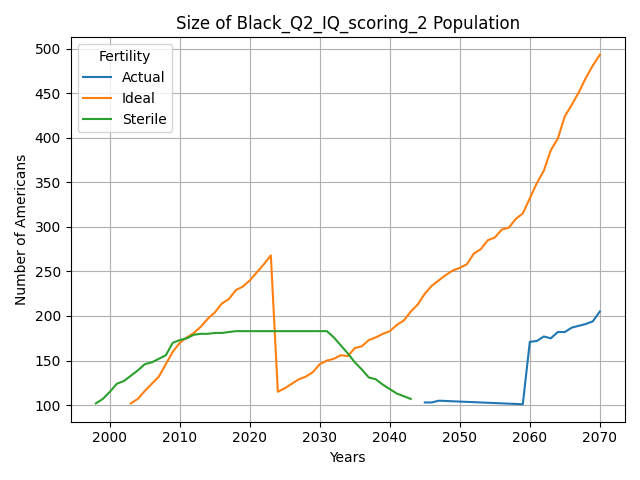 Size of Black_Q2_IQ_scoring_2 Population
Number of Americans
500
450
400
350
300
250
200
150
100
Fertility
Actual
Ideal
Sterile
2000
2010
2020
2030
2040
2050
2060
2070
Years